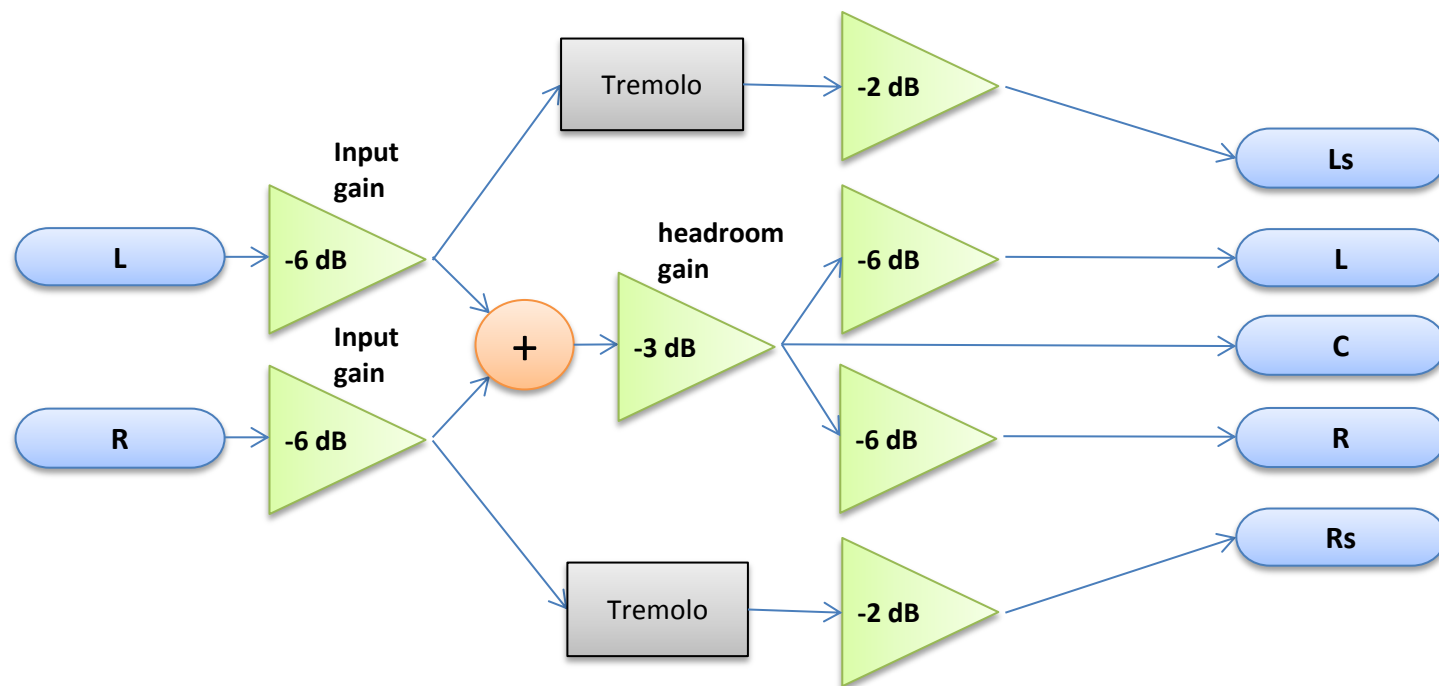 Tremolo
-2 dB
Input
gain
Ls
L
-6 dB
headroom
gain
-6 dB
L
+
-3 dB
C
Input
gain
R
-6 dB
-6 dB
R
Rs
Tremolo
-2 dB